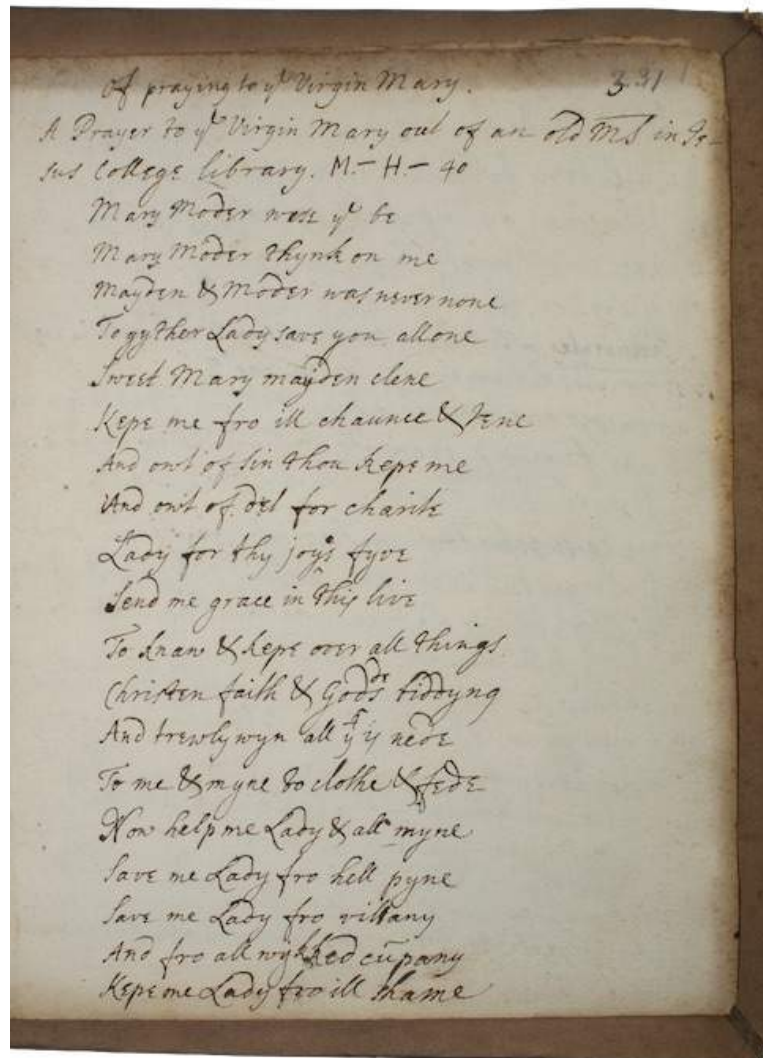 of praying to yᵉ Virgin Mary. 331
A Prayer to yᵉ Virgin Mary out of an old MS in Je-
sus College library. M.– H.– 40
Mary Moder wese yᵘ be
Mary Moder thynk on me
Mayden & Moder was never none
Togyther Lady save you allone
Sweet Mary mayden clene
Kepe me fro ill chaunce & tene
And owt of sin thou kepe me
And owt of det for charite
Lady for thy joys fyve
Send me grace in this live
To knaw & kepe over all things
Christen faith & Godds biddyng
And trewly wyn all yᵗ is nede
To me & myne to clothe & fede
Now help me Lady & all myne
Save me Lady fro hell pyne
Save me Lady fro villany
And fro all wykked cūpany
Kepe me Lady fro ill shame